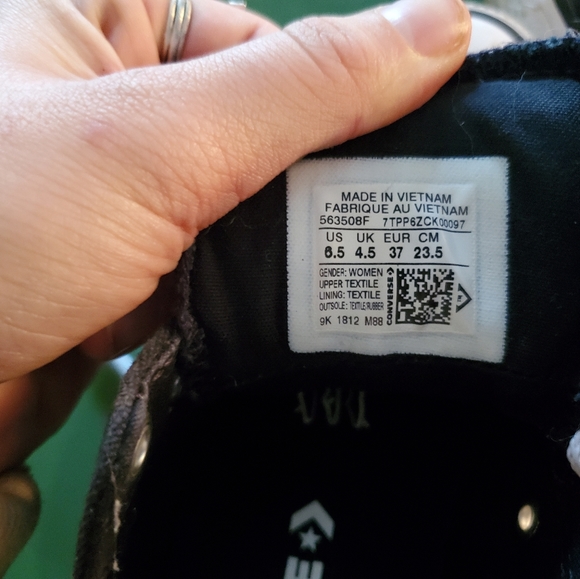 MADE IN VIETNAM
FABRIQUE AU VIETNAM
563508F 7TPP6ZCK00097
US UK EUR CM
6.5 4.5 37 23.5
GENDER: WOMEN
UPPER TEXTILE
LINING: TEXTILE
OUTSOLE: TEXTILE/RUBBER
9K 1812 M88
CONVERSE